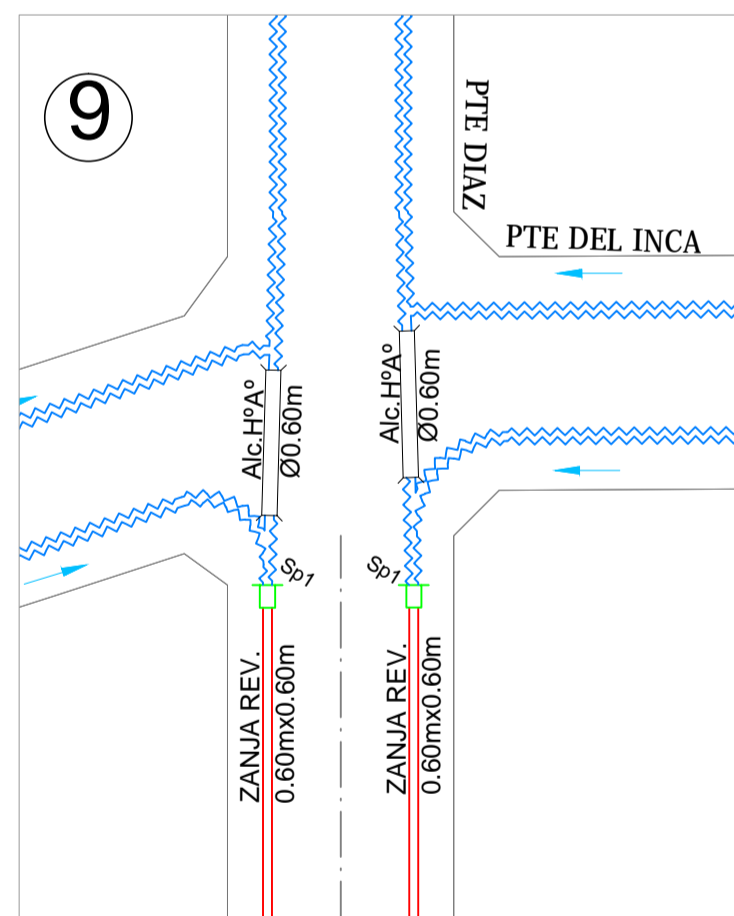 9
PTE DIAZ
PTE DEL INCA
Alc.HºAº
Ø0.60m
Alc.HºAº
Ø0.60m
Sp1
Sp1
ZANJA REV.
0.60mx0.60m
ZANJA REV.
0.60mx0.60m